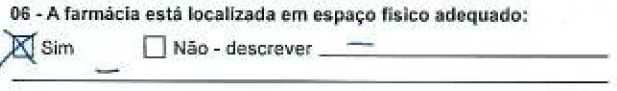 06 - A farmácia está localizada em espaço físico adequado:
☒ Sim ☐ Não - descrever —
—